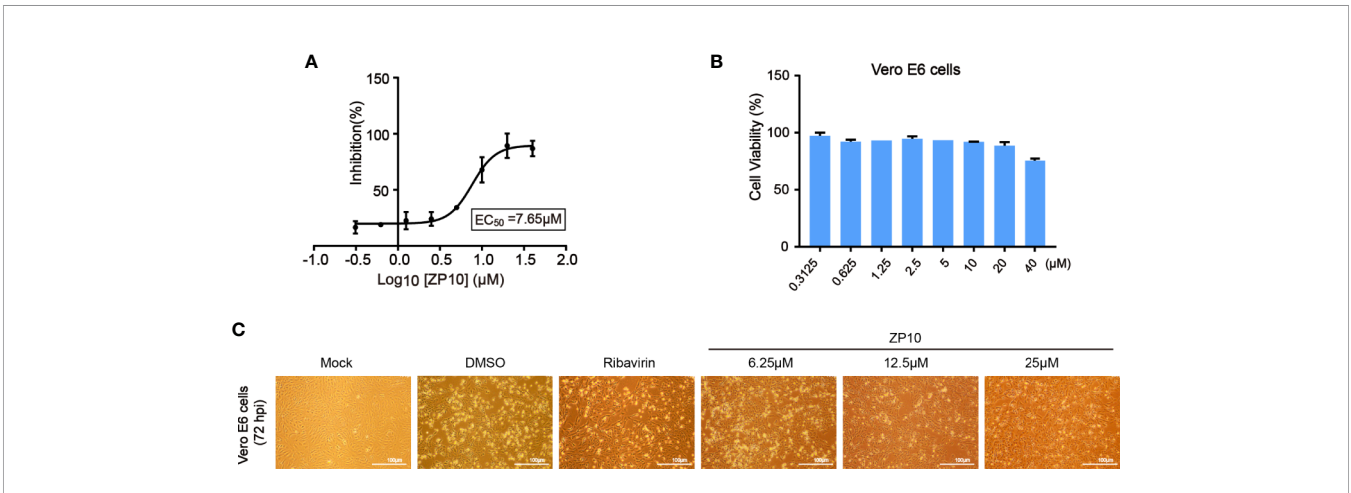 A
150
100
50
Inhibition(%)
EC50 =7.65μM
-1.0 -0.5 0.0 0.5 1.0 1.5 2.0
Log10 [ZP10] (μM)
B
Vero E6 cells
150
100
50
0
Cell Viability (%)
0.3125 0.625 1.25 2.5 5 10 20 40 (μM)
C
ZP10
Mock DMSO Ribavirin 6.25μM 12.5μM 25μM
Vero E6 cells
(72 hpi)
100μm 100μm 100μm 100μm 100μm 100μm